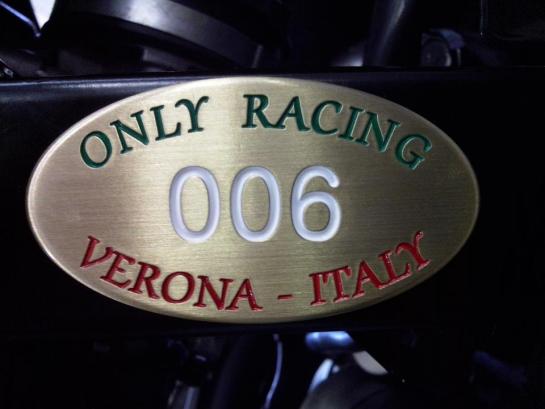 ONLY RACING
006
VERONA - ITALY